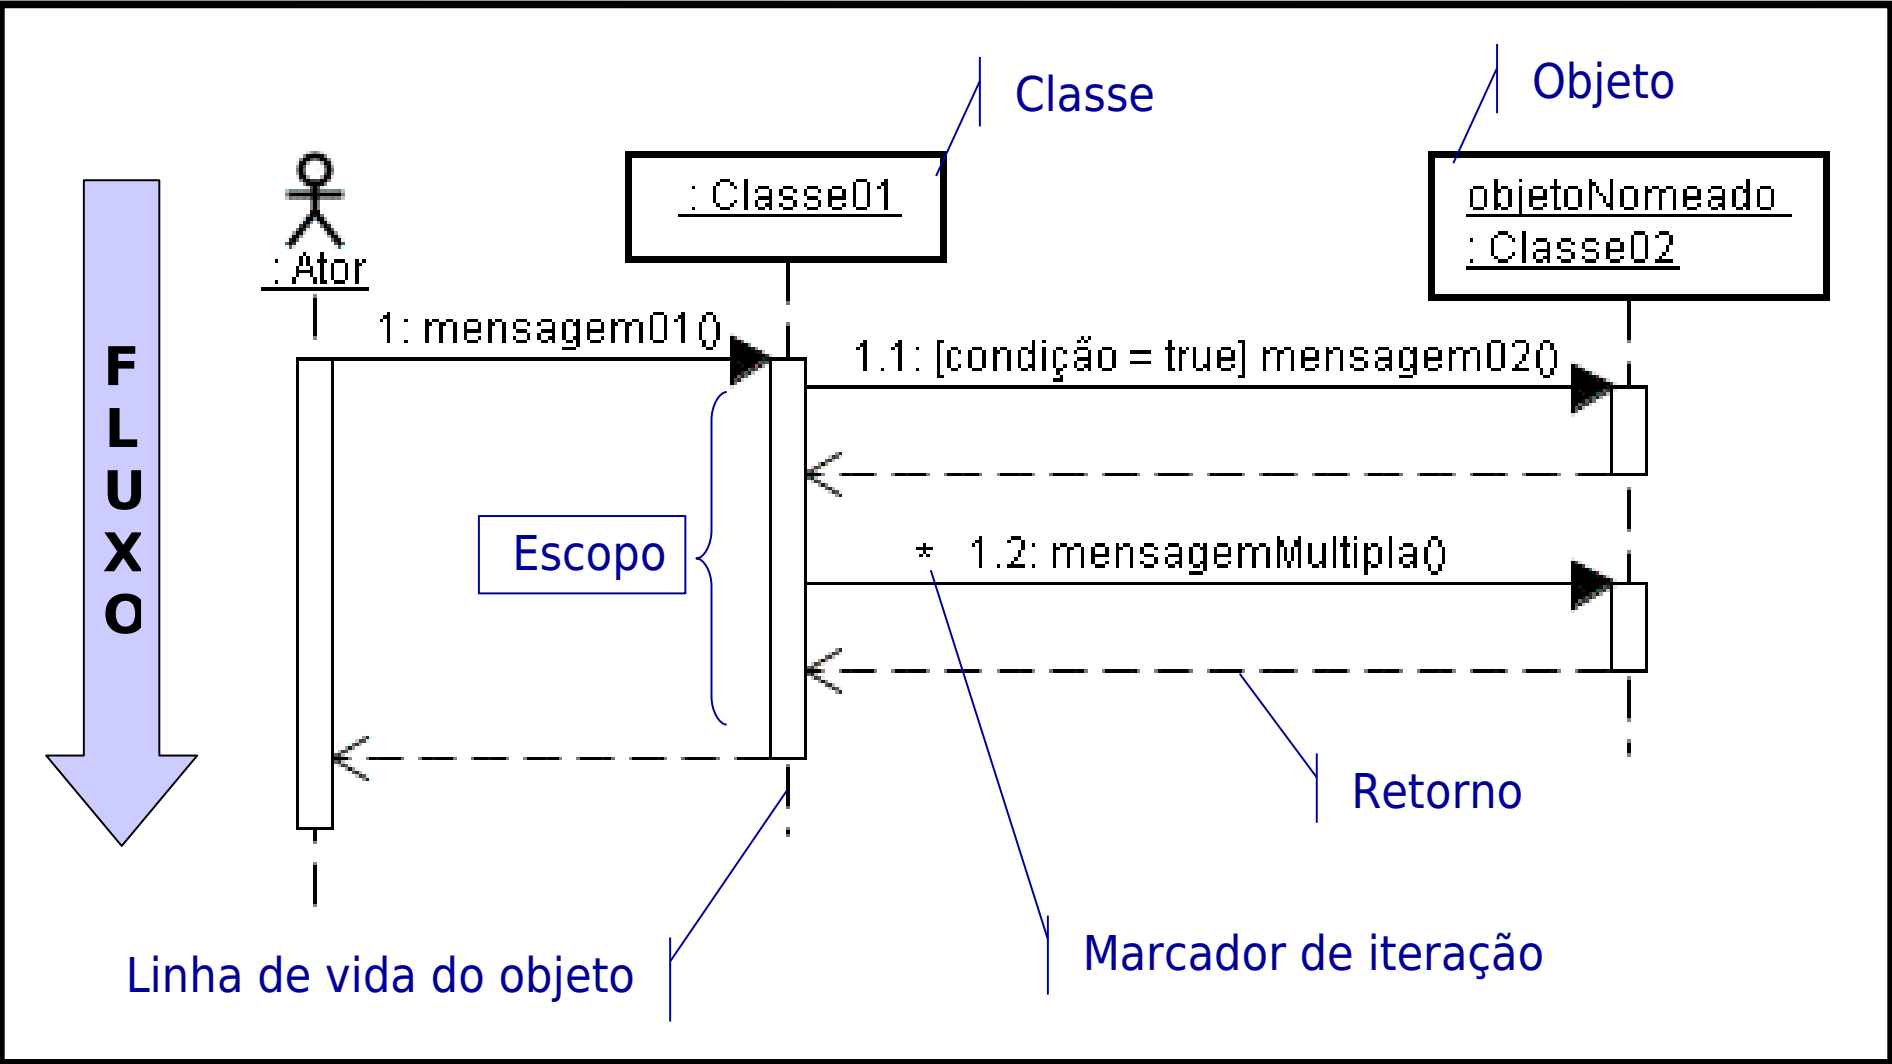 Classe
Objeto
: Classe01
objetoNomeado
: Classe02
: Ator
1: mensagem01()
1.1: [condição = true] mensagem02()
F
L
U
X
O
Escopo
* 1.2: mensagemMultipla()
Retorno
Marcador de iteração
Linha de vida do objeto